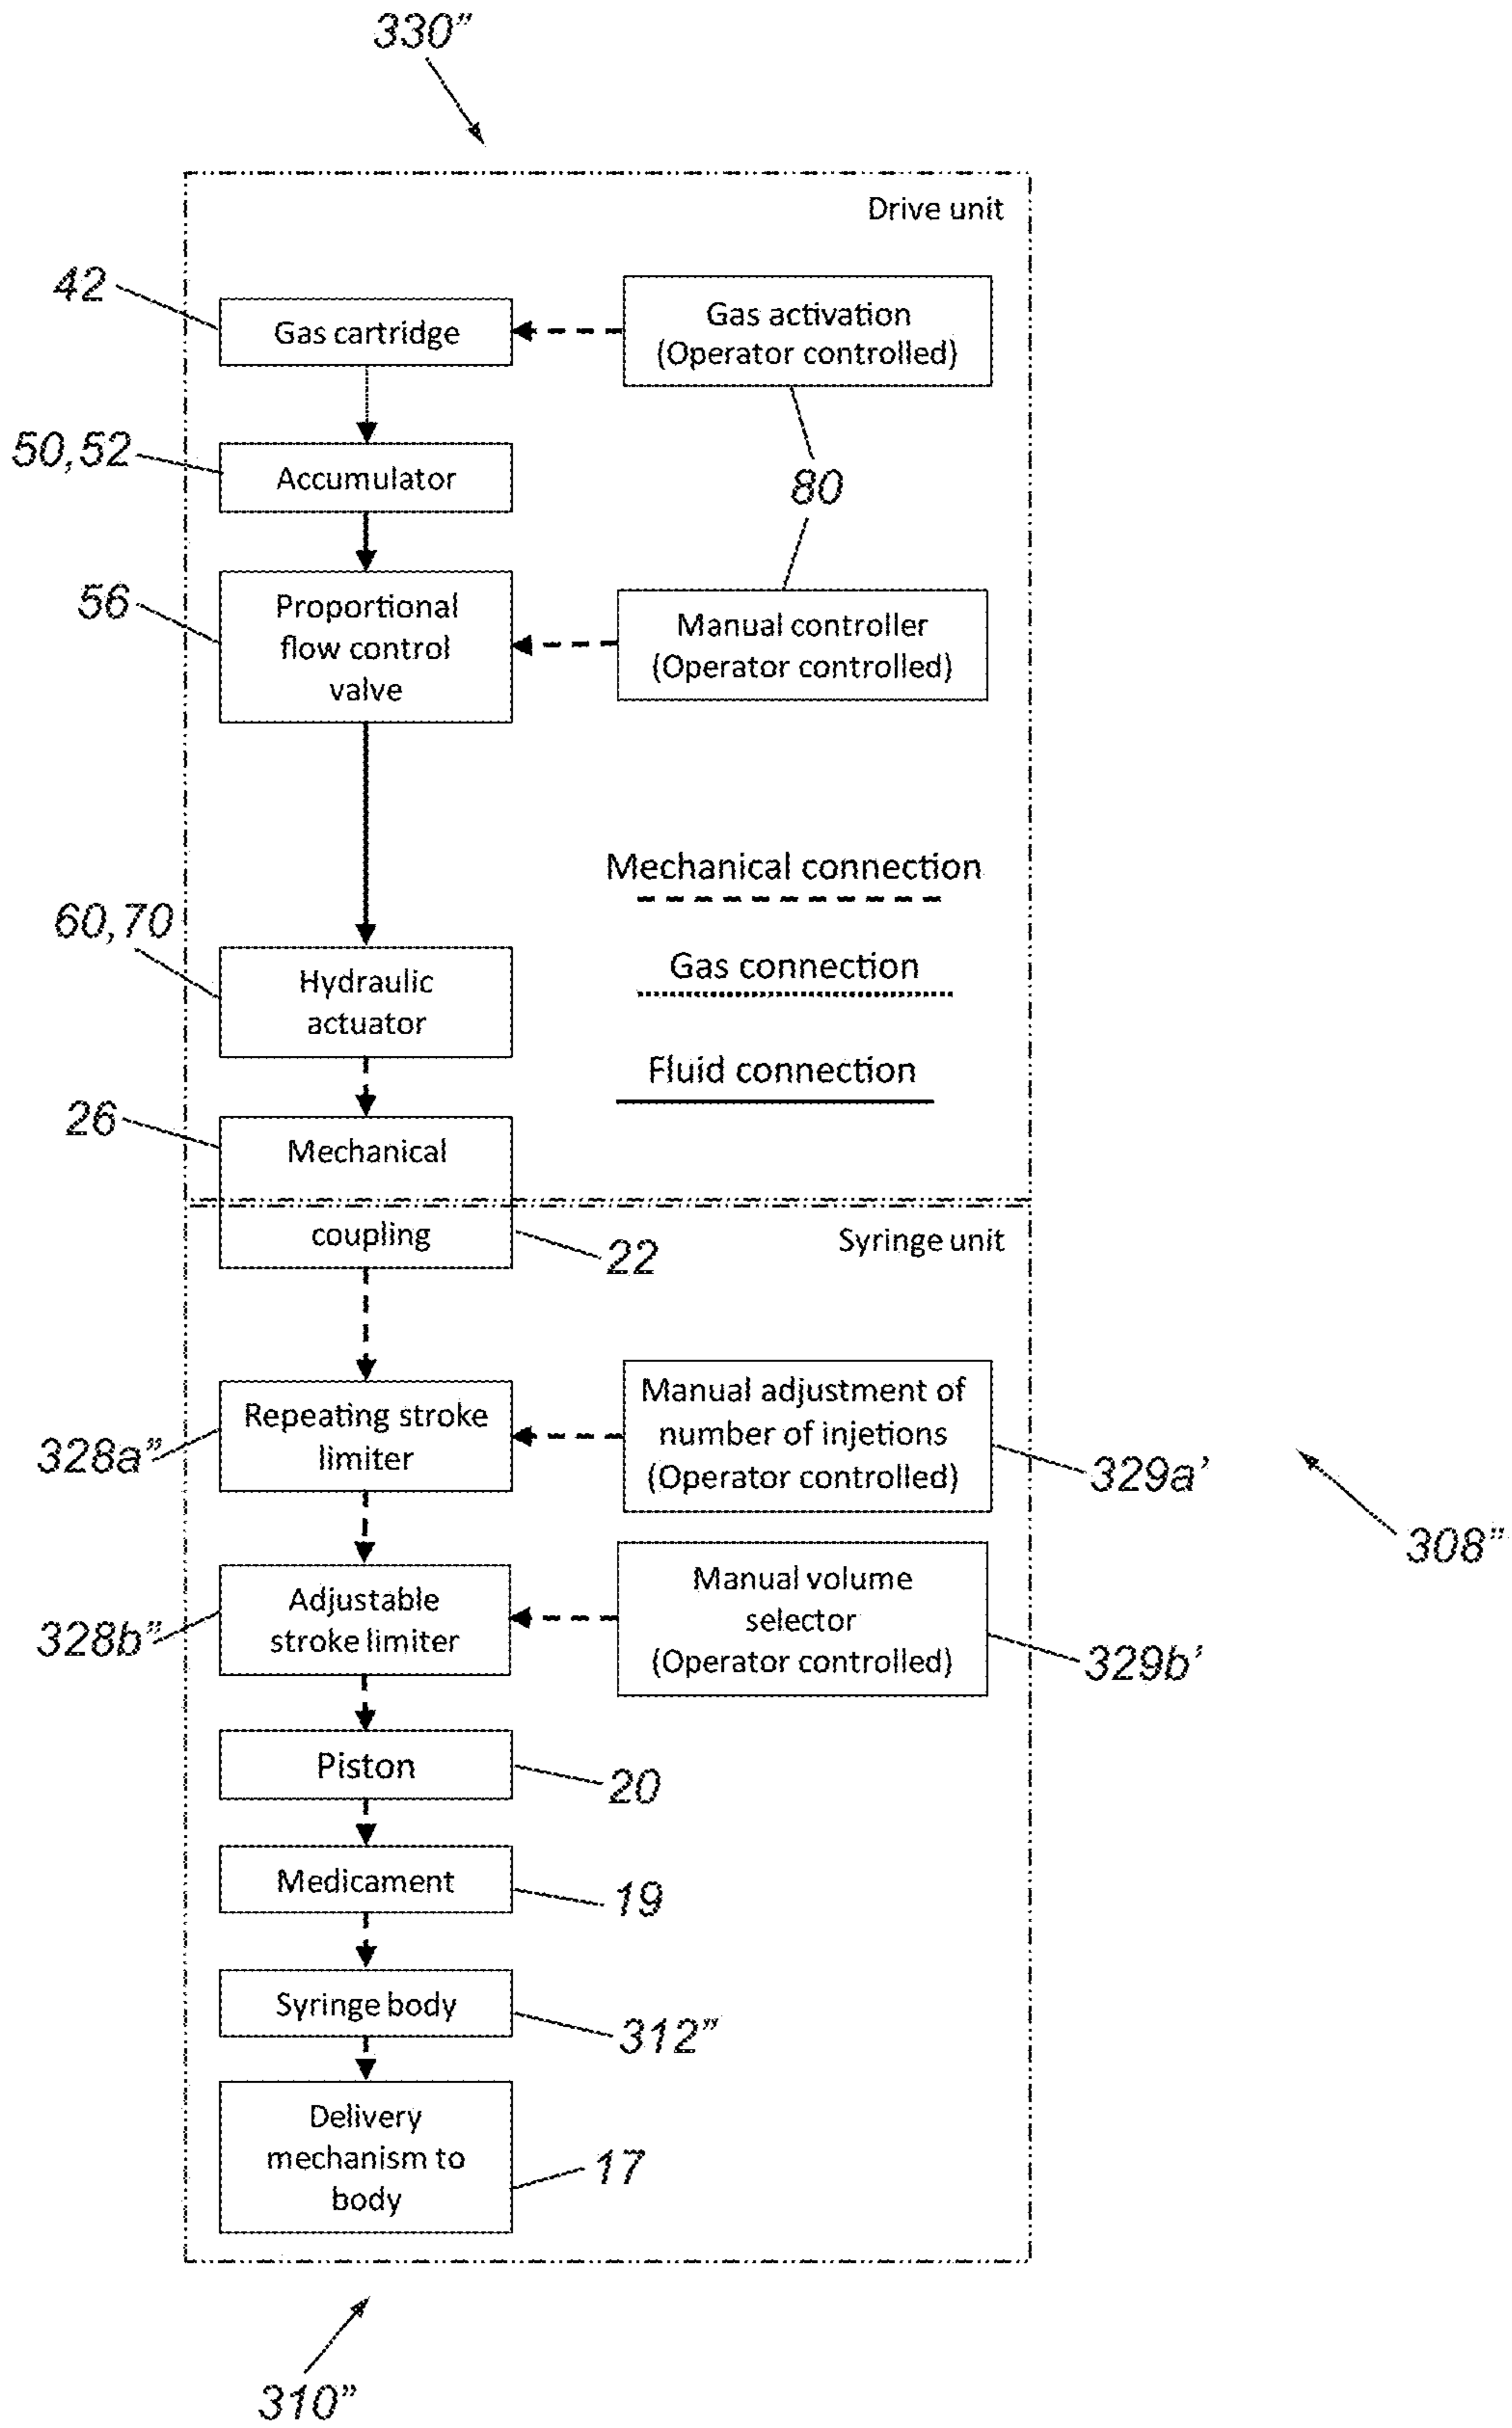 330”
Drive unit
42
Gas cartridge
Gas activation
(Operator controlled)
50,52
Accumulator
80
56
Proportional
flow control
valve
Manual controller
(Operator controlled)
Mechanical connection
60,70
Gas connection
Hydraulic
actuator
Fluid connection
26
Mechanical
coupling
22
Syringe unit
328a”
Repeating stroke
limiter
Manual adjustment of
number of injetions
(Operator controlled)
329a’
308”
328b”
Adjustable
stroke limiter
Manual volume
selector
(Operator controlled)
329b’
Piston
20
Medicament
19
Syringe body
312”
Delivery
mechanism to
body
17
310”